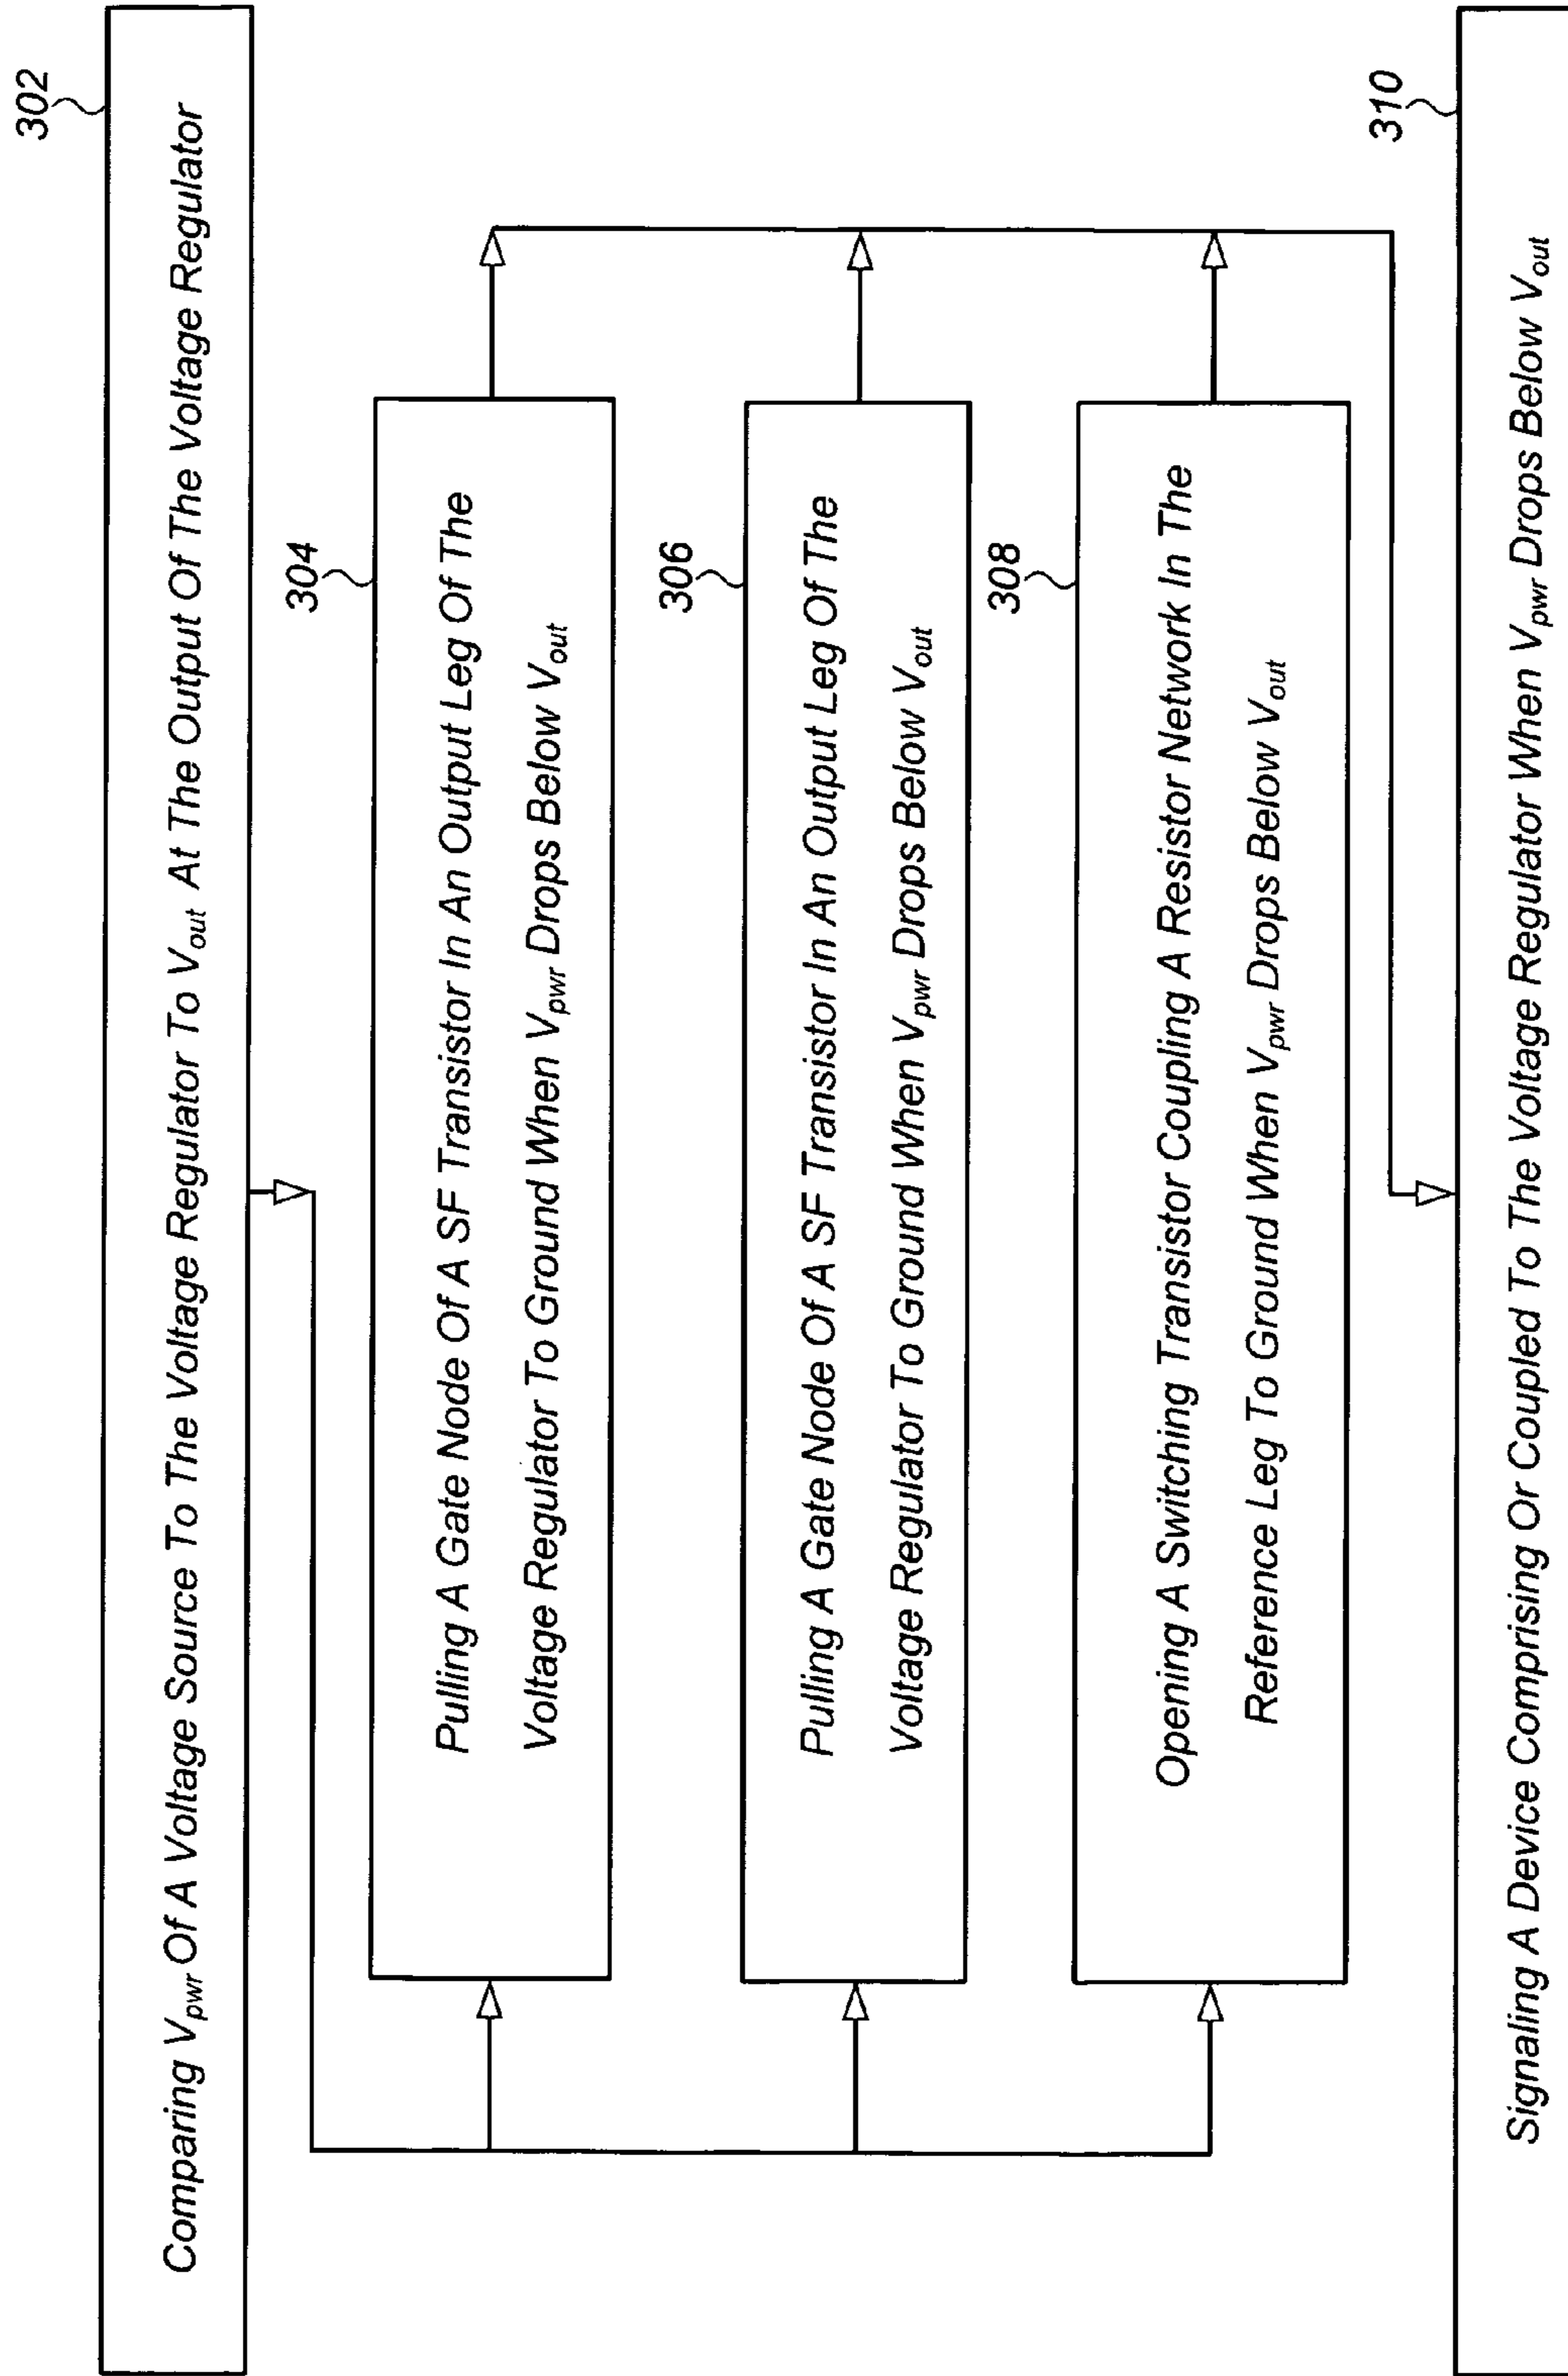 302
Comparing Vpwr Of A Voltage Source To The Voltage Regulator To Vout At The Output Of The Voltage Regulator
304
Pulling A Gate Node Of A SF Transistor In An Output Leg Of The
Voltage Regulator To Ground When Vpwr Drops Below Vout
306
Pulling A Gate Node Of A SF Transistor In An Output Leg Of The
Voltage Regulator To Ground When Vpwr Drops Below Vout
308
Opening A Switching Transistor Coupling A Resistor Network In The
Reference Leg To Ground When Vpwr Drops Below Vout
310
Signaling A Device Comprising Or Coupled To The Voltage Regulator When Vpwr Drops Below Vout